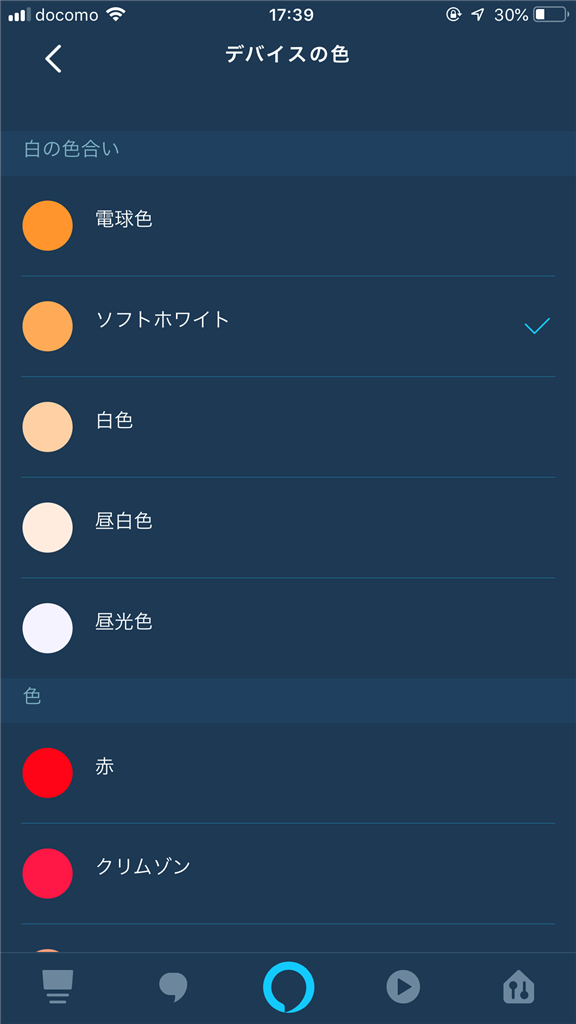 docomo 17:39 30%
デバイスの色
白の色合い
電球色
ソフトホワイト
白色
昼白色
昼光色
色
赤
クリムゾン